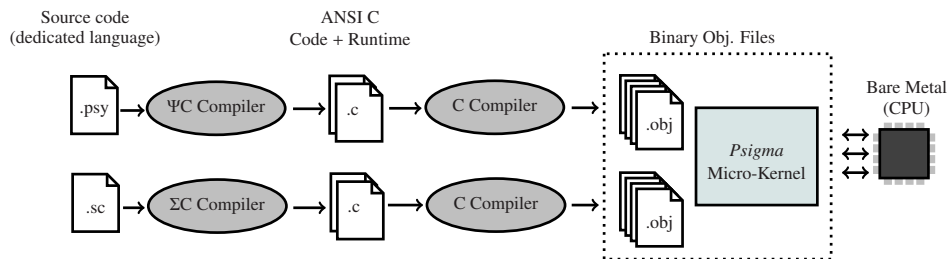 Source code
(dedicated language)
ANSI C
Code + Runtime
Binary Obj. Files
Bare Metal
(CPU)
.psy
ΨC Compiler
.c
C Compiler
.obj
Psigma
Micro-Kernel
.sc
ΣC Compiler
.c
C Compiler
.obj